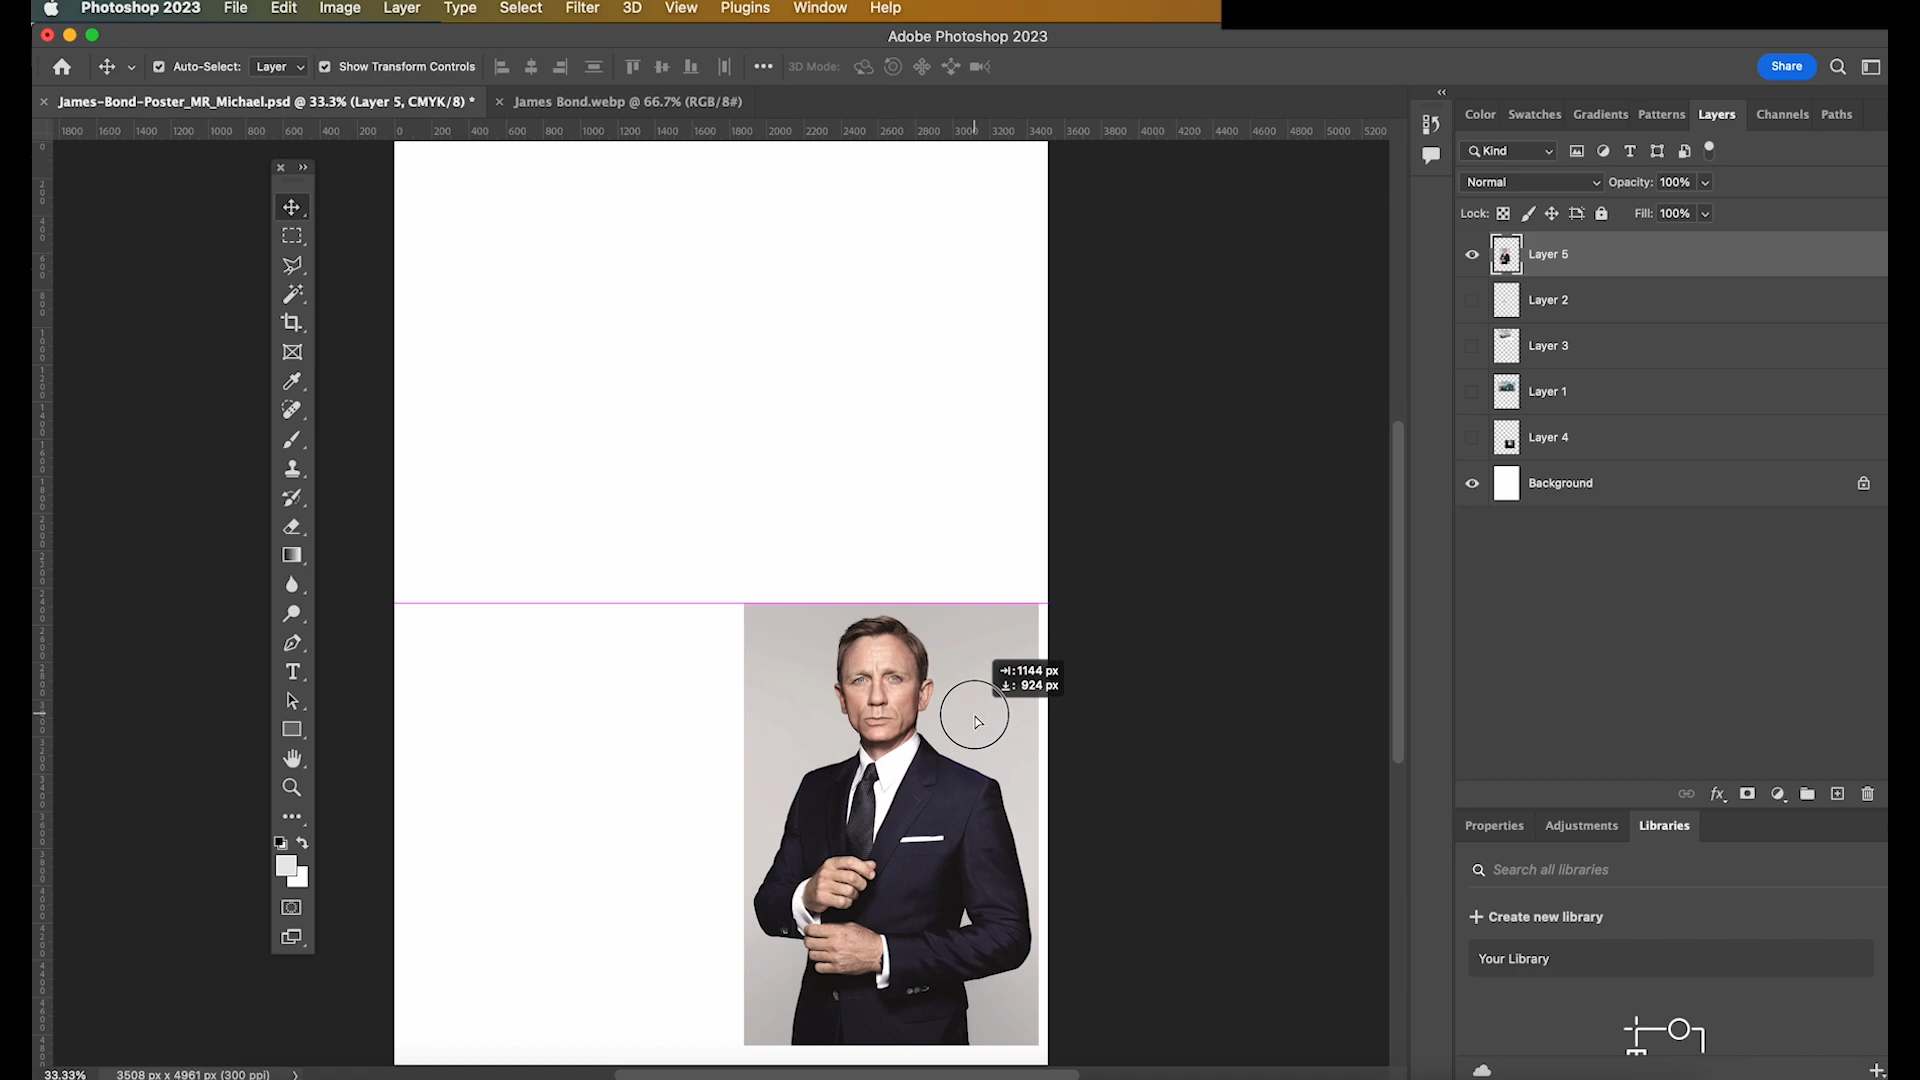 Photoshop 2023 File Edit Image Layer Type Select Filter 3D View Plugins Window Help
Adobe Photoshop 2023
Auto-Select: Layer Show Transform Controls 3D Mode: Share
James-Bond-Poster_MR_Michael.psd @ 33.3% (Layer 5, CMYK/8) * James Bond.webp @ 66.7% (RGB/8#)
1800 1600 1400 1200 1000 800 600 400 200 0 200 400 600 800 1000 1200 1400 1600 1800 2000 2200 2400 2600 2800 3000 3200 3400 3600 3800 4000 4200 4400 4600 4800 5000 5200
Color Swatches Gradients Patterns Layers Channels Paths
Kind
Normal Opacity: 100%
Lock: Fill: 100%
Layer 5
Layer 2
Layer 3
Layer 1
Layer 4
Background
1144 px
924 px
fx
Properties Adjustments Libraries
Search all libraries
+ Create new library
Your Library
33.33% 3508 px x 4961 px (300 ppi)